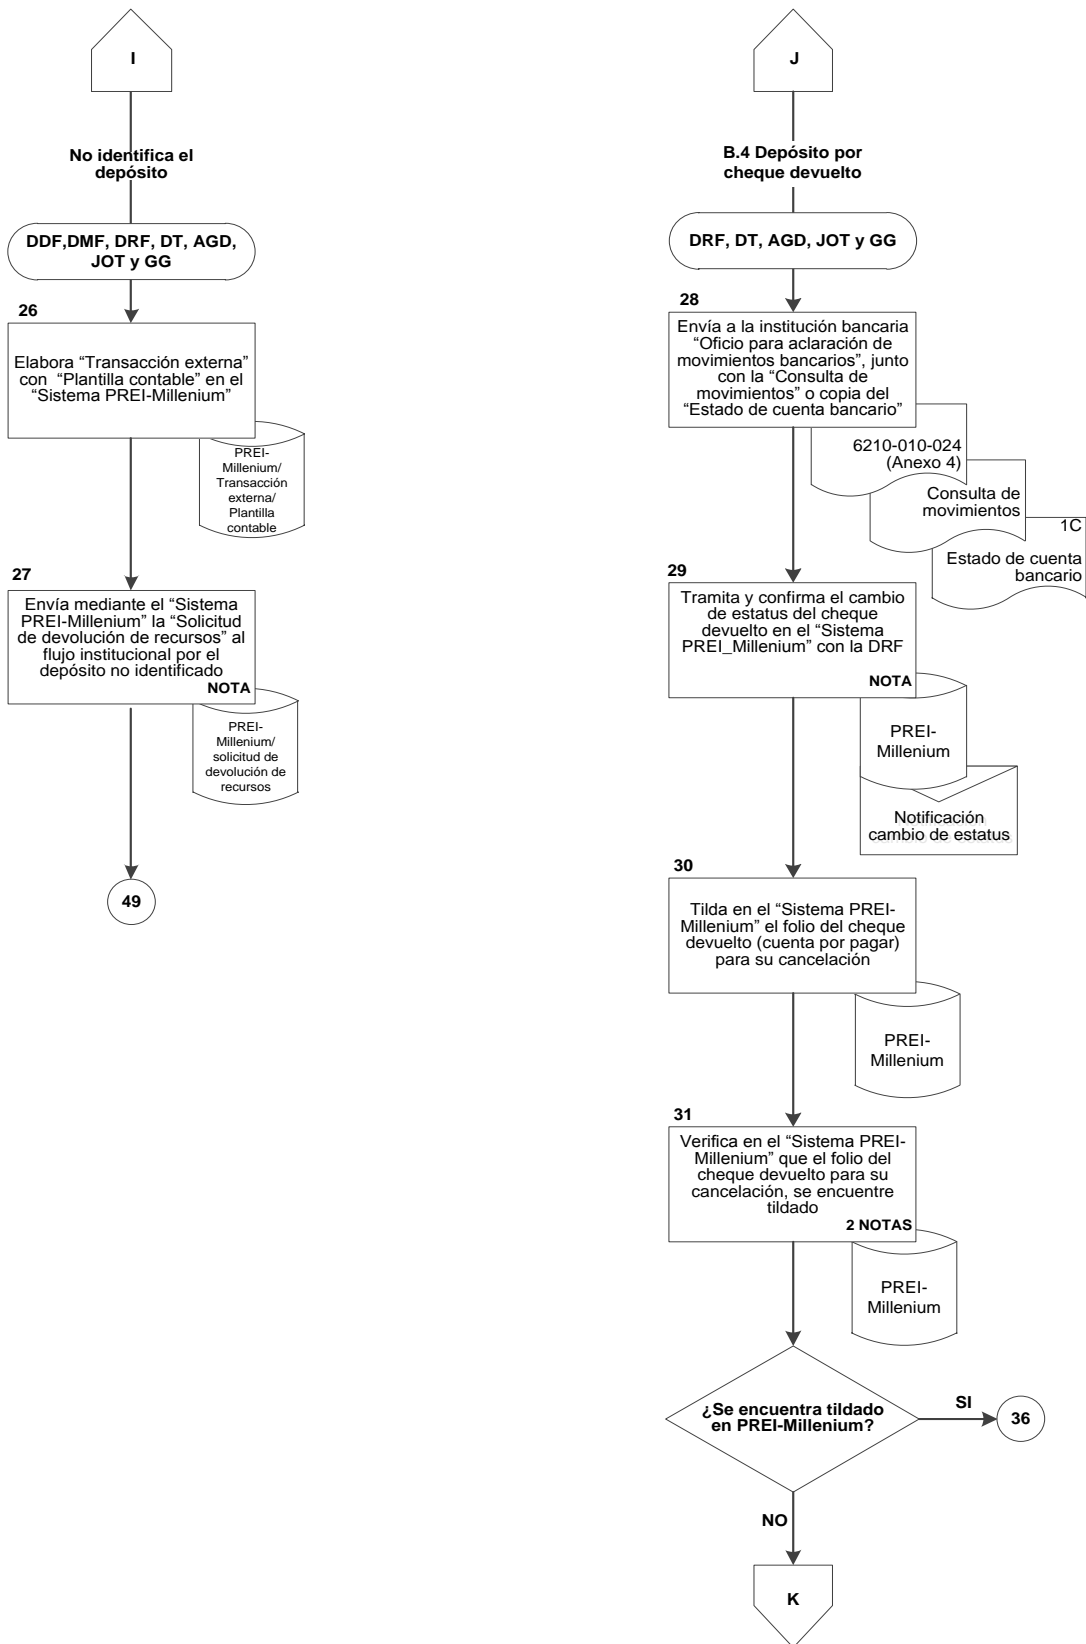 I
No identifica el
depósito
DDF,DMF, DRF, DT, AGD,
JOT y GG
26
Elabora “Transacción externa”
con “Plantilla contable” en el
“Sistema PREI-Millenium”
PREI-
Millenium/
Transacción
externa/
Plantilla
contable
27
Envía mediante el “Sistema
PREI-Millenium” la “Solicitud
de devolución de recursos” al
flujo institucional por el
depósito no identificado
NOTA
PREI-
Millenium/
solicitud de
devolución de
recursos
49
J
B.4 Depósito por
cheque devuelto
DRF, DT, AGD, JOT y GG
28
Envía a la institución bancaria
“Oficio para aclaración de
movimientos bancarios”, junto
con la “Consulta de
movimientos” o copia del
“Estado de cuenta bancario”
6210-010-024
(Anexo 4)
Consulta de
movimientos
1C
Estado de cuenta
bancario
29
Tramita y confirma el cambio
de estatus del cheque
devuelto en el “Sistema
PREI_Millenium” con la DRF
NOTA
PREI-
Millenium
Notificación
cambio de estatus
30
Tilda en el “Sistema PREI-
Millenium” el folio del cheque
devuelto (cuenta por pagar)
para su cancelación
PREI-
Millenium
31
Verifica en el “Sistema PREI-
Millenium” que el folio del
cheque devuelto para su
cancelación, se encuentre
tildado
2 NOTAS
PREI-
Millenium
¿Se encuentra tildado
en PREI-Millenium?
SI
36
NO
K